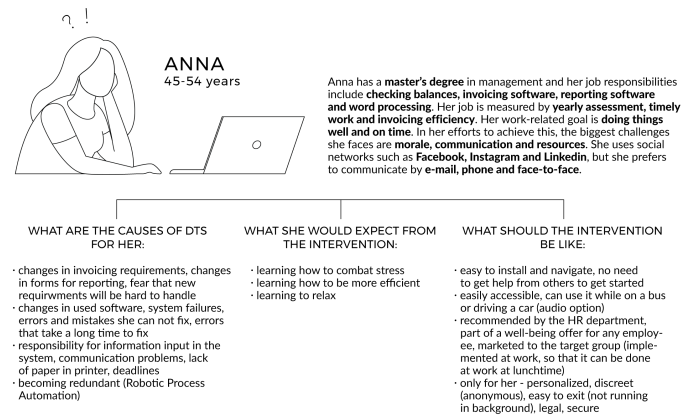 ? !
ANNA
45-54 years
Anna has a master's degree in management and her job responsibilities
include checking balances, invoicing software, reporting software
and word processing. Her job is measured by yearly assessment, timely
work and invoicing efficiency. Her work-related goal is doing things
well and on time. In her efforts to achieve this, the biggest challenges
she faces are morale, communication and resources. She uses social
networks such as Facebook, Instagram and Linkedin, but she prefers
to communicate by e-mail, phone and face-to-face.
WHAT ARE THE CAUSES OF DTS
FOR HER:
· changes in invoicing requirements, changes
in forms for reporting, fear that new
requirwments will be hard to handle
· changes in used software, system failures,
errors and mistakes she can not fix, errors
that take a long time to fix
· responsibility for information input in the
system, communication problems, lack
of paper in printer, deadlines
· becoming redundant (Robotic Process
Automation)
WHAT SHE WOULD EXPECT FROM
THE INTERVENTION:
· learning how to combat stress
· learning how to be more efficient
· learning to relax
WHAT SHOULD THE INTERVENTION
BE LIKE:
· easy to install and navigate, no need
to get help from others to get started
· easily accessible, can use it while on a bus
or driving a car (audio option)
· recommended by the HR department,
part of a well-being offer for any employ-
ee, marketed to the target group (imple-
mented at work, so that it can be done
at work at lunchtime)
· only for her - personalized, discreet
(anonymous), easy to exit (not running
in background), legal, secure